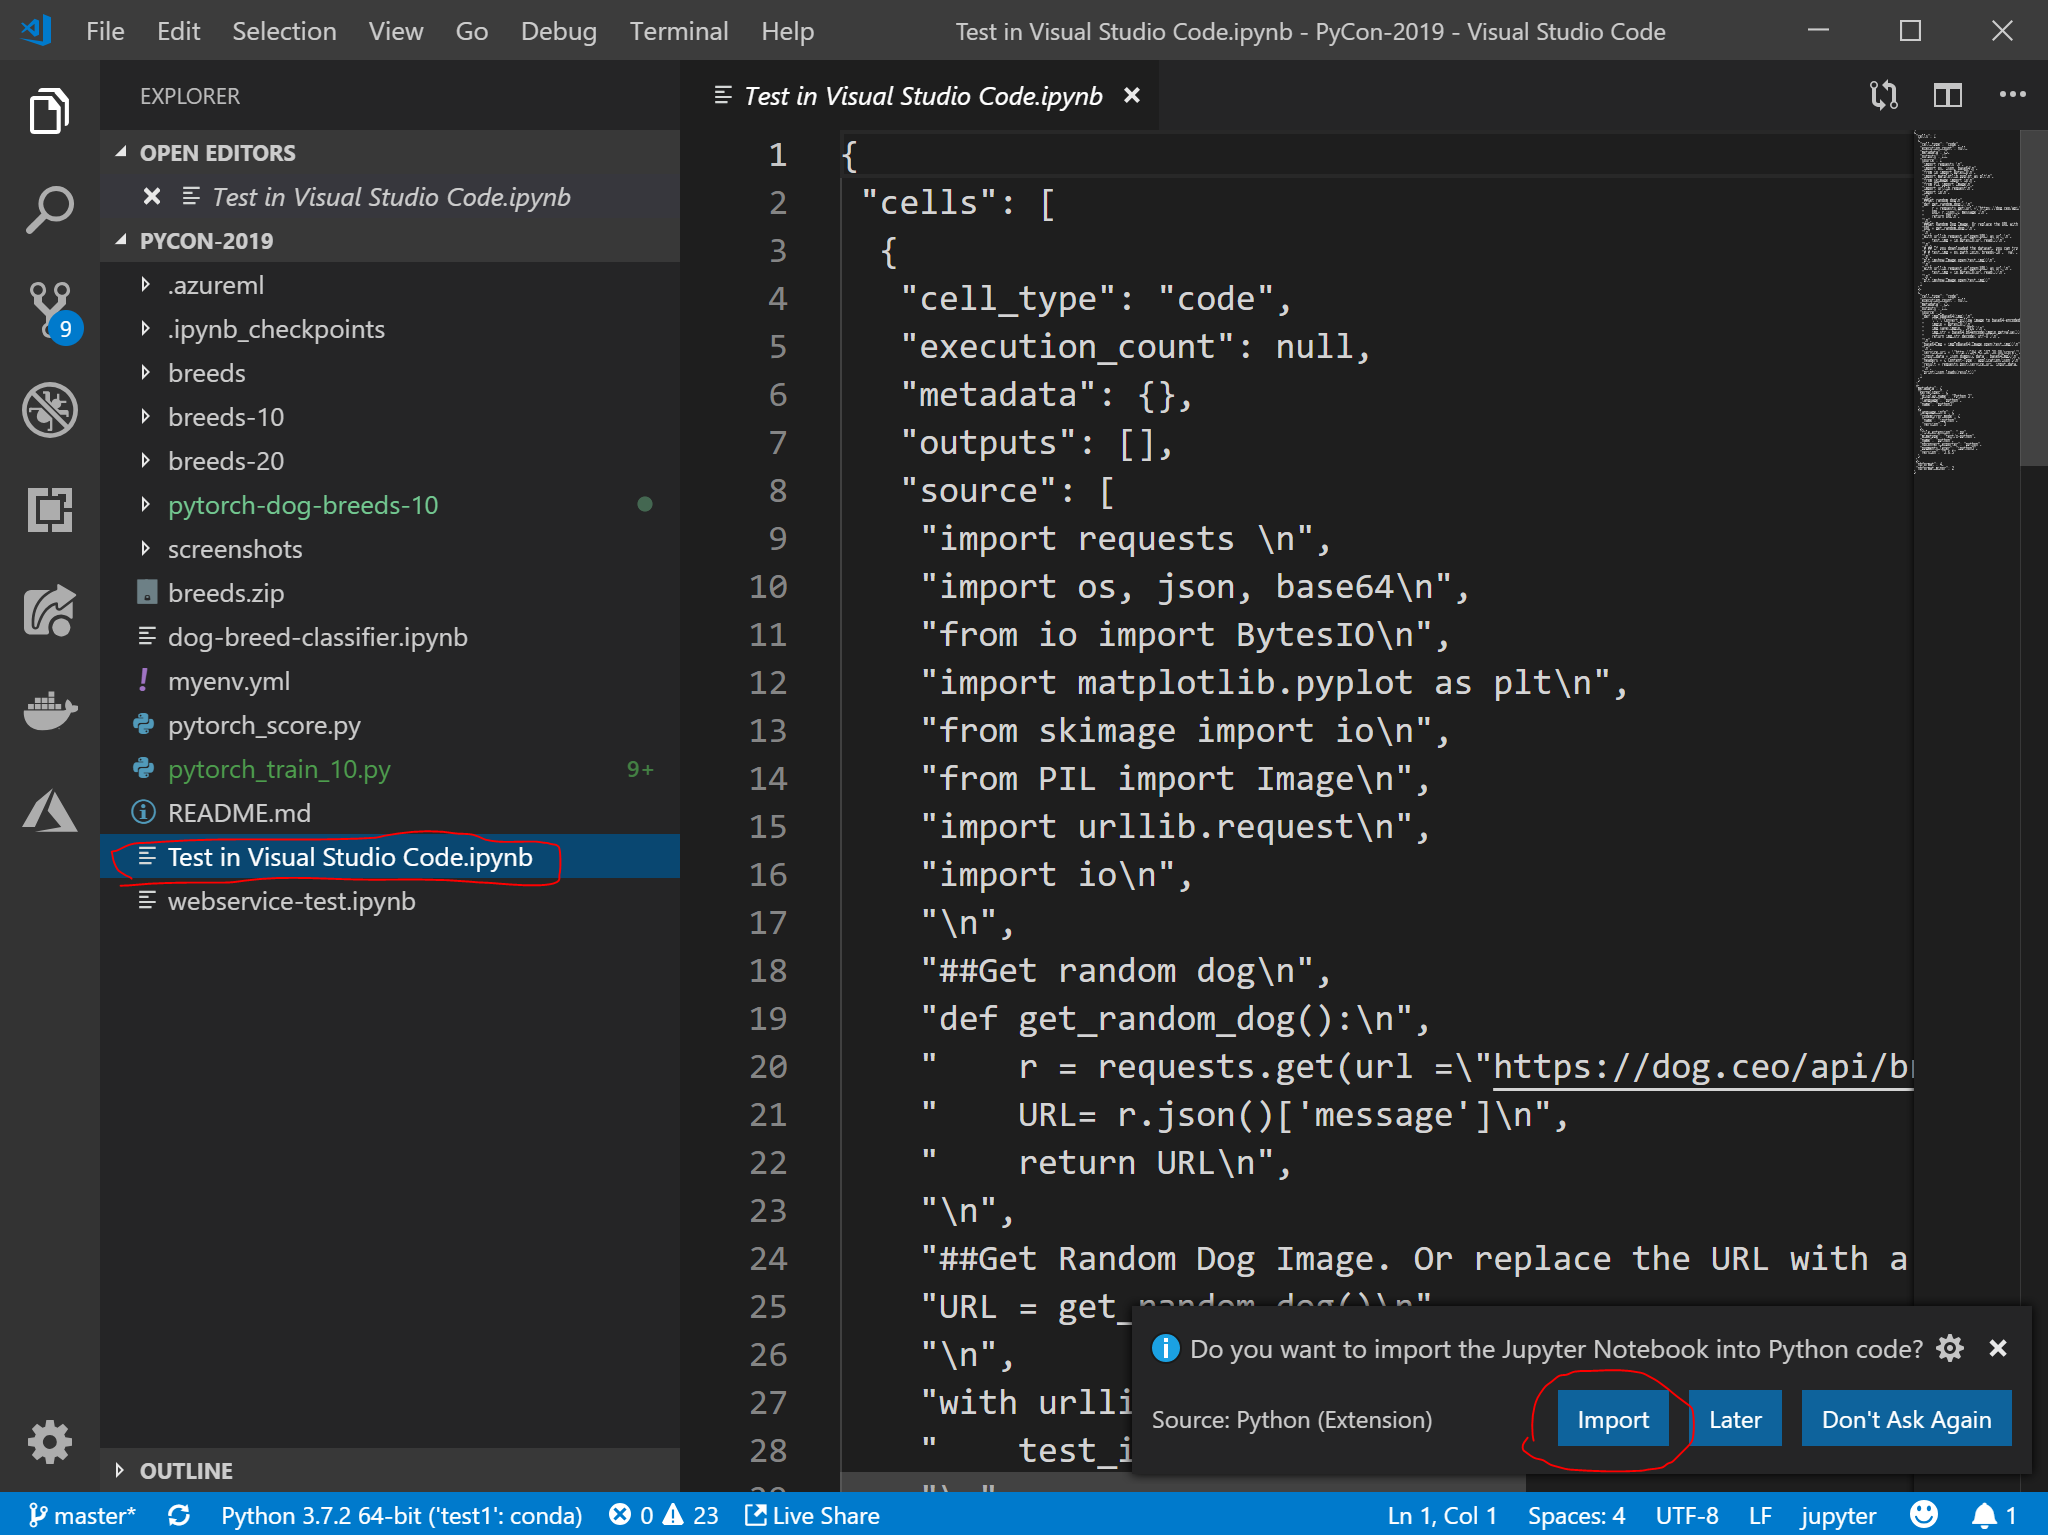 File Edit Selection View Go Debug Terminal Help Test in Visual Studio Code.ipynb - PyCon-2019 - Visual Studio Code
EXPLORER
OPEN EDITORS
Test in Visual Studio Code.ipynb
PYCON-2019
.azureml
.ipynb_checkpoints
breeds
breeds-10
breeds-20
pytorch-dog-breeds-10
screenshots
breeds.zip
dog-breed-classifier.ipynb
myenv.yml
pytorch_score.py
pytorch_train_10.py 9+
README.md
Test in Visual Studio Code.ipynb
webservice-test.ipynb
OUTLINE
9
Test in Visual Studio Code.ipynb
1 {
2 "cells": [
3 {
4 "cell_type": "code",
5 "execution_count": null,
6 "metadata": {},
7 "outputs": [],
8 "source": [
9 "import requests \n",
10 "import os, json, base64\n",
11 "from io import BytesIO\n",
12 "import matplotlib.pyplot as plt\n",
13 "from skimage import io\n",
14 "from PIL import Image\n",
15 "import urllib.request\n",
16 "import io\n",
17 "\n",
18 "##Get random dog\n",
19 "def get_random_dog():\n",
20 "    r = requests.get(url =\"https://dog.ceo/api/br
21 "    URL= r.json()['message']\n",
22 "    return URL\n",
23 "\n",
24 "##Get Random Dog Image. Or replace the URL with a
25 "URL = get_random_dog()\n"
26 "\n",
27 "with urlli
28 "    test_i
Do you want to import the Jupyter Notebook into Python code?
Source: Python (Extension) Import Later Don't Ask Again
master* Python 3.7.2 64-bit ('test1': conda) 0 23 Live Share Ln 1, Col 1 Spaces: 4 UTF-8 LF jupyter 1